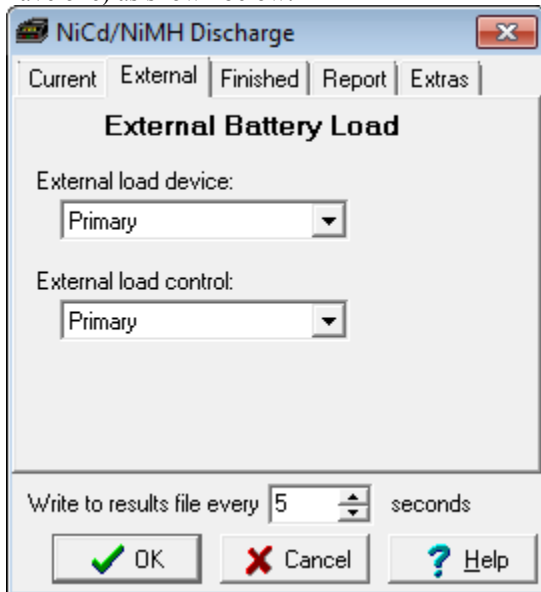 NiCd/NiMH Discharge
Current External Finished Report Extras
External Battery Load
External load device:
Primary
External load control:
Primary
Write to results file every 5 seconds
OK Cancel Help